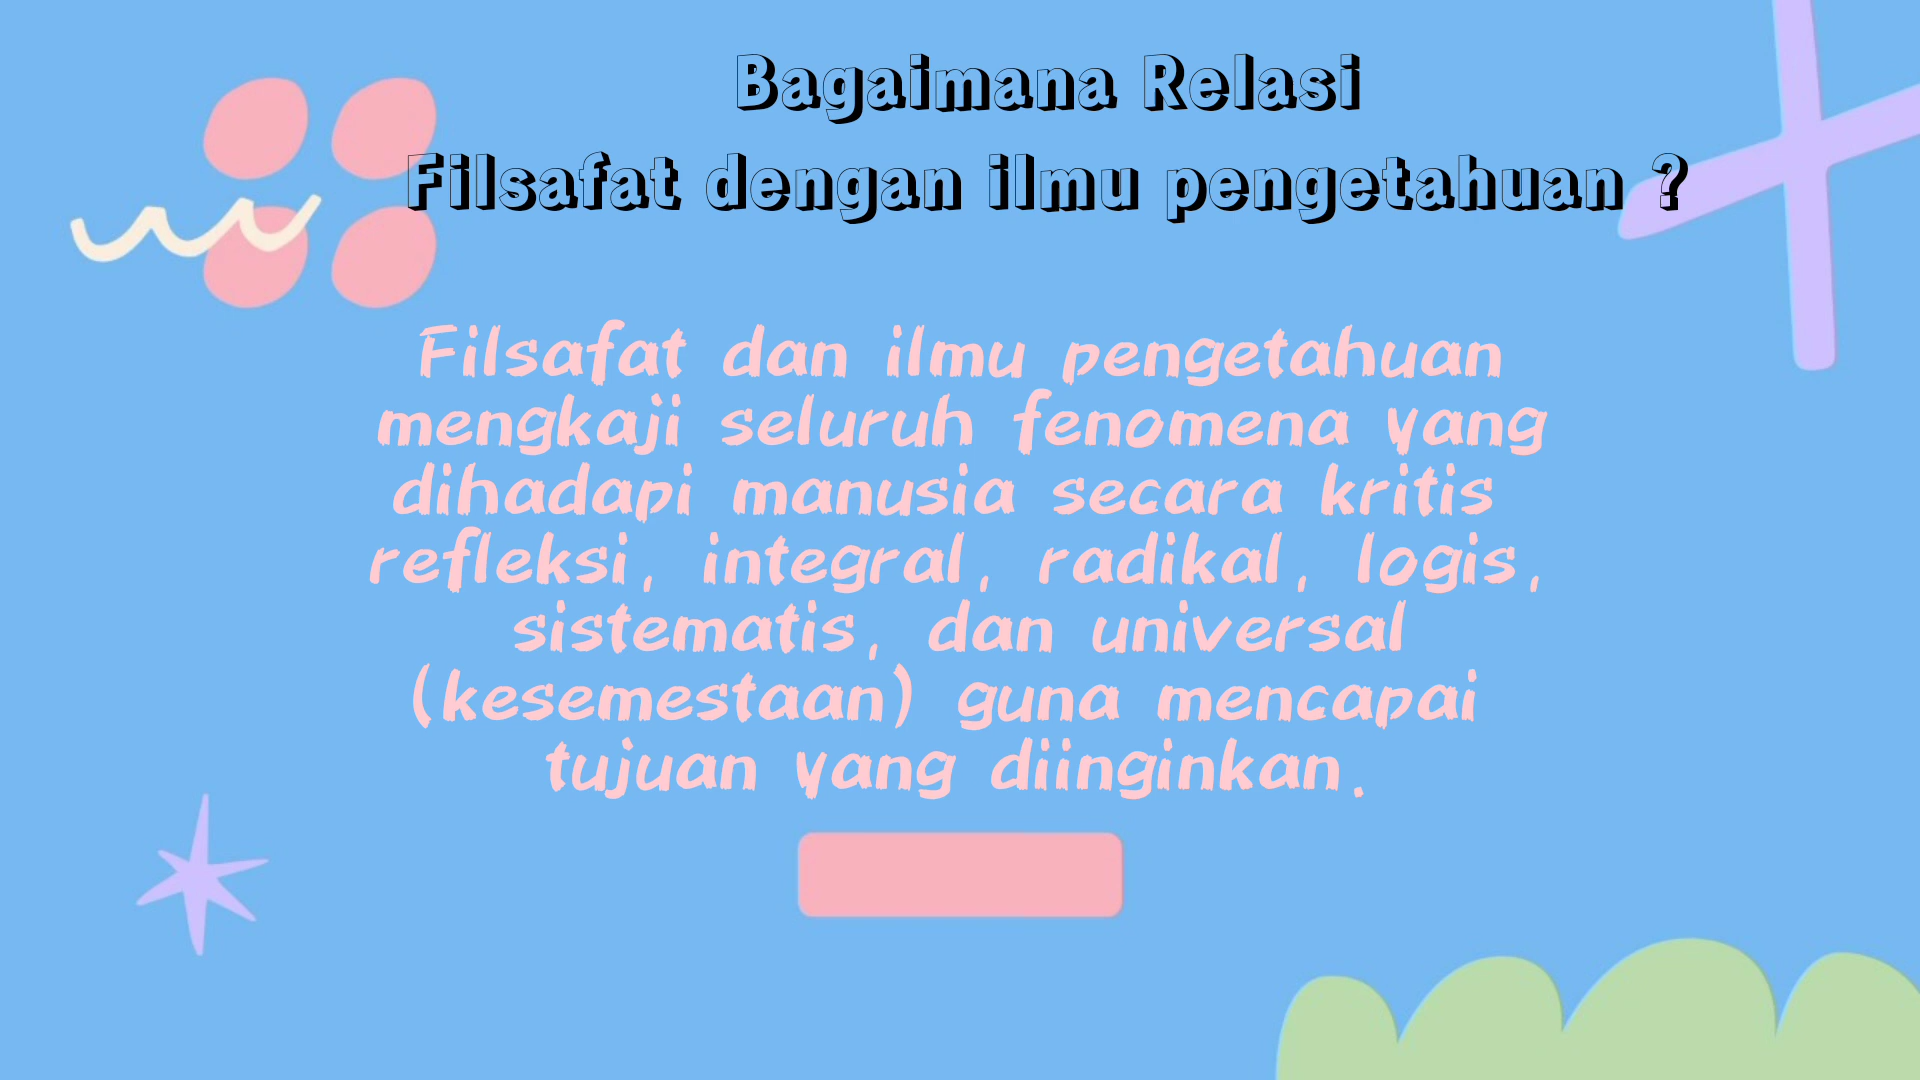 Bagaimana Relasi
Filsafat dengan ilmu pengetahuan ?
Filsafat dan ilmu pengetahuan
mengkaji seluruh fenomena yang
dihadapi manusia secara kritis
refleksi, integral, radikal, logis,
sistematis, dan universal
(kesemestaan) guna mencapai
tujuan yang diinginkan.